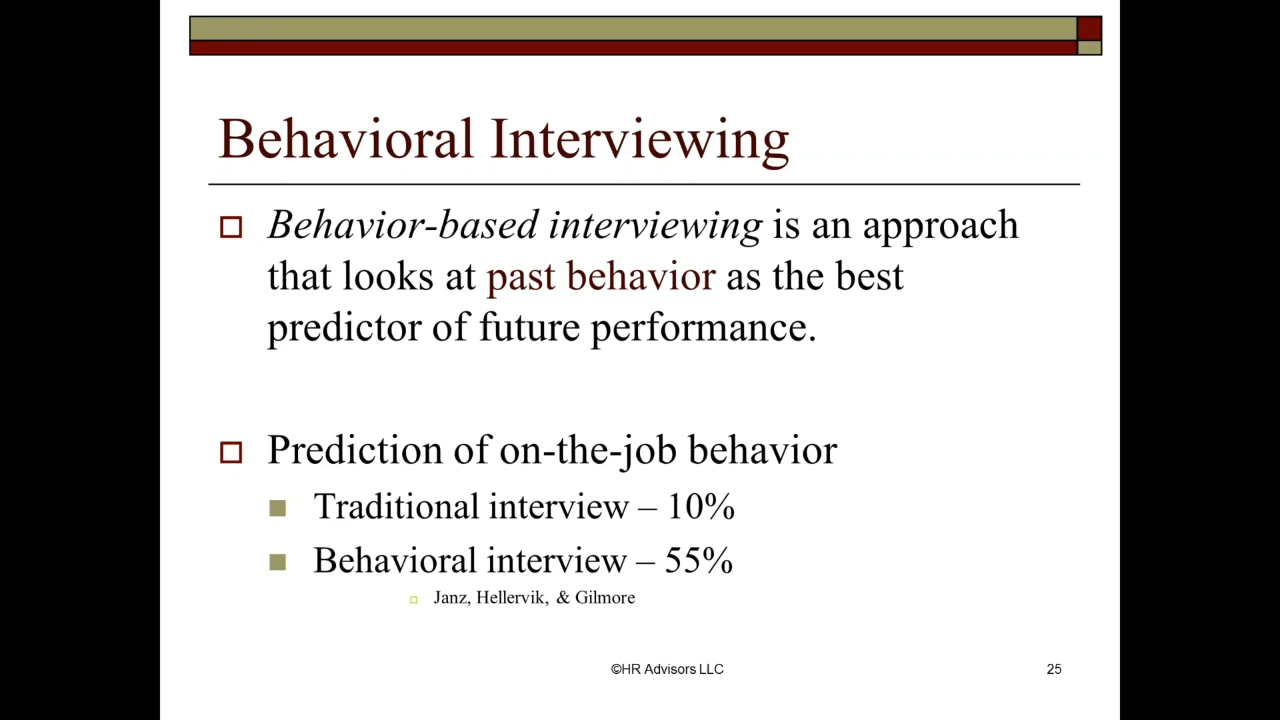 Behavioral Interviewing
Behavior-based interviewing is an approach
that looks at past behavior as the best
predictor of future performance.
Prediction of on-the-job behavior
Traditional interview – 10%
Behavioral interview – 55%
Janz, Hellervik, & Gilmore
©HR Advisors LLC
25